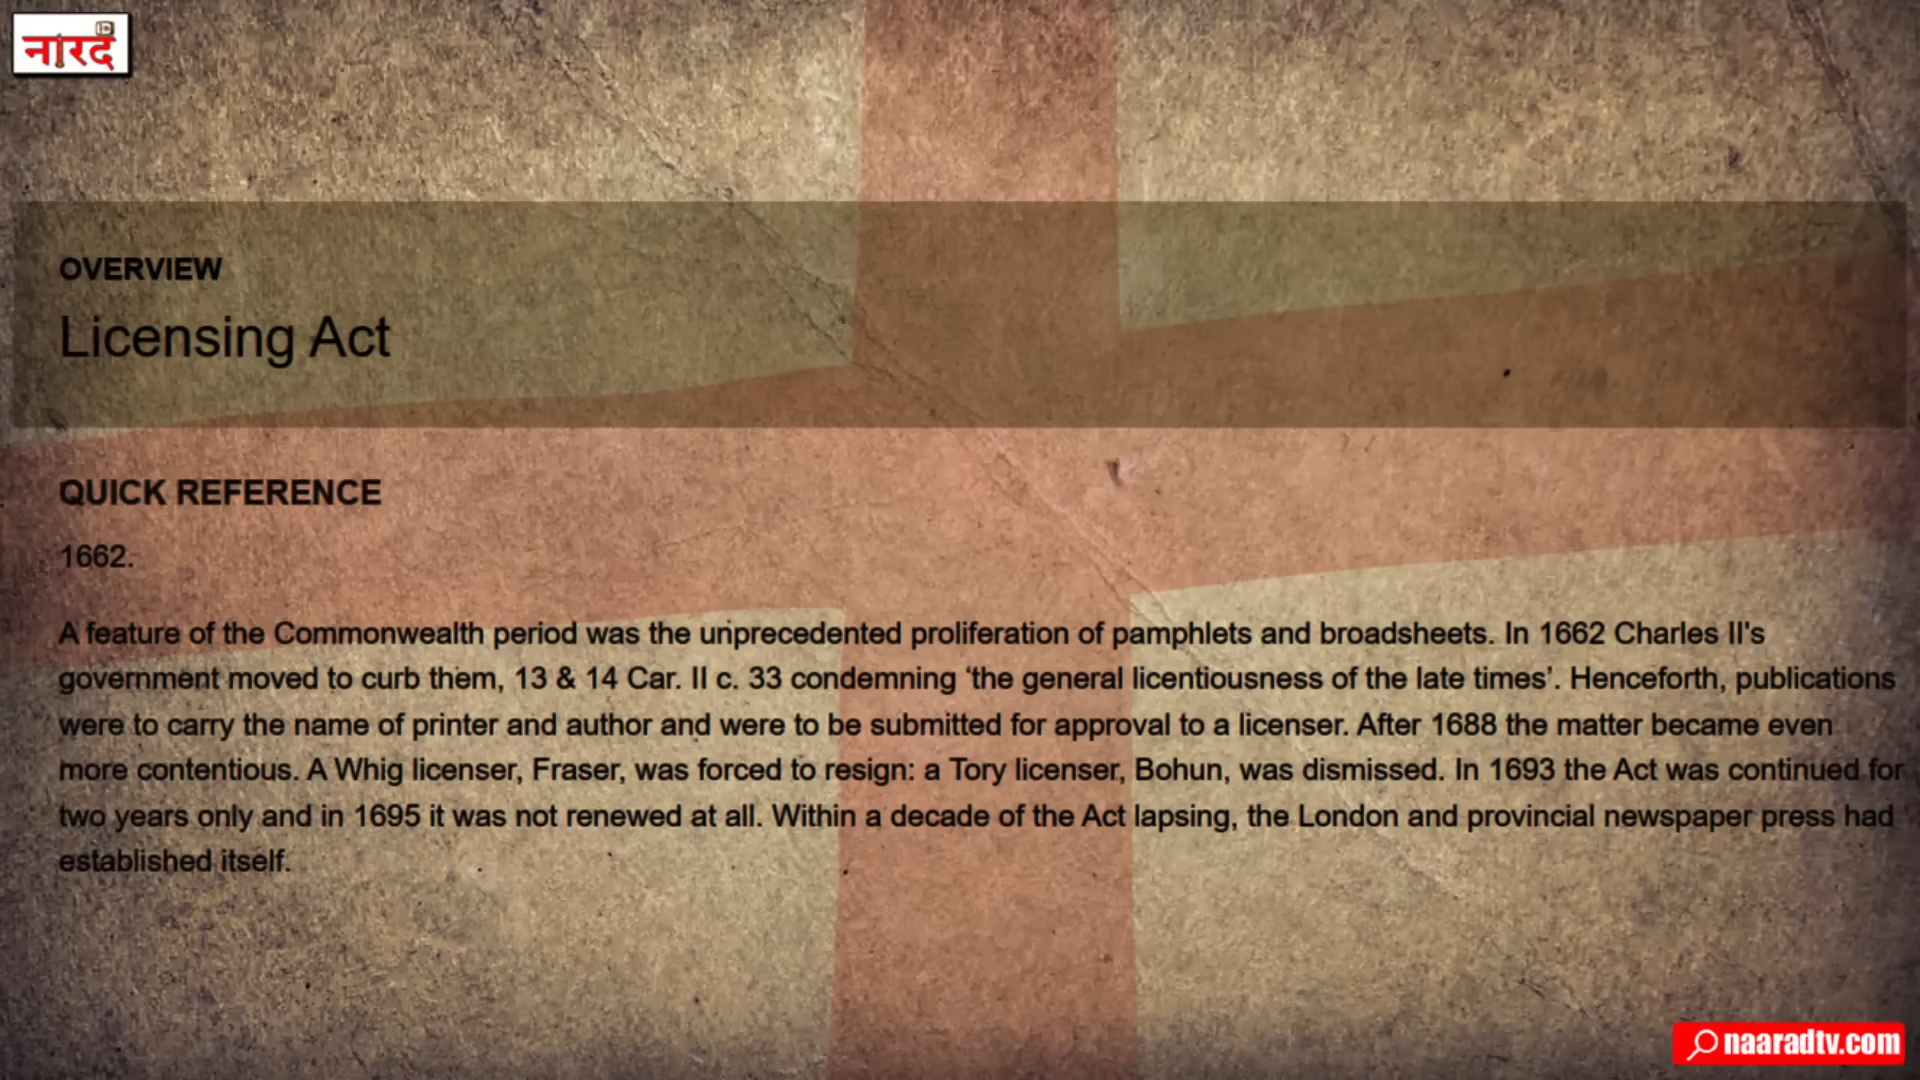 नारद
OVERVIEW
Licensing Act
QUICK REFERENCE
1662.
A feature of the Commonwealth period was the unprecedented proliferation of pamphlets and broadsheets. In 1662 Charles II's
government moved to curb them, 13 & 14 Car. II c. 33 condemning ‘the general licentiousness of the late times’. Henceforth, publications
were to carry the name of printer and author and were to be submitted for approval to a licenser. After 1688 the matter became even
more contentious. A Whig licenser, Fraser, was forced to resign: a Tory licenser, Bohun, was dismissed. In 1693 the Act was continued for
two years only and in 1695 it was not renewed at all. Within a decade of the Act lapsing, the London and provincial newspaper press had
established itself.
naaradtv.com